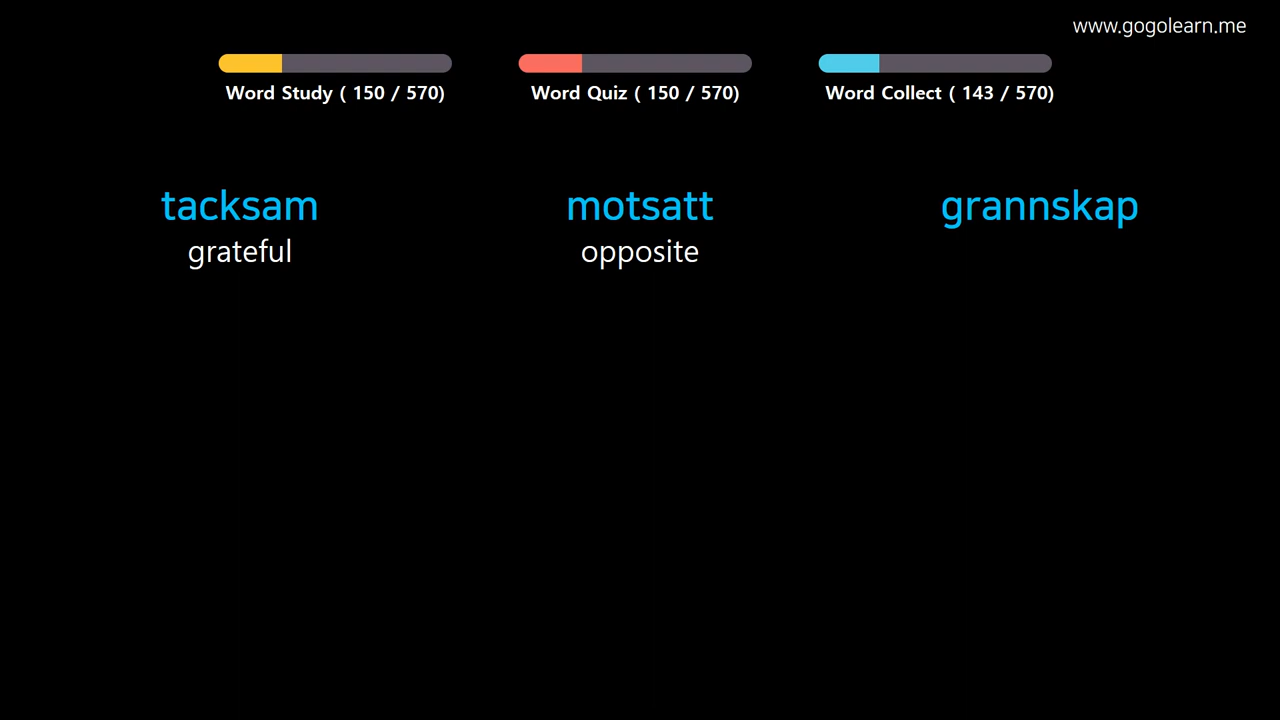 www.gogolearn.me
Word Study ( 150 / 570)
Word Quiz ( 150 / 570)
Word Collect ( 143 / 570)
tacksam
grateful
motsatt
opposite
grannskap